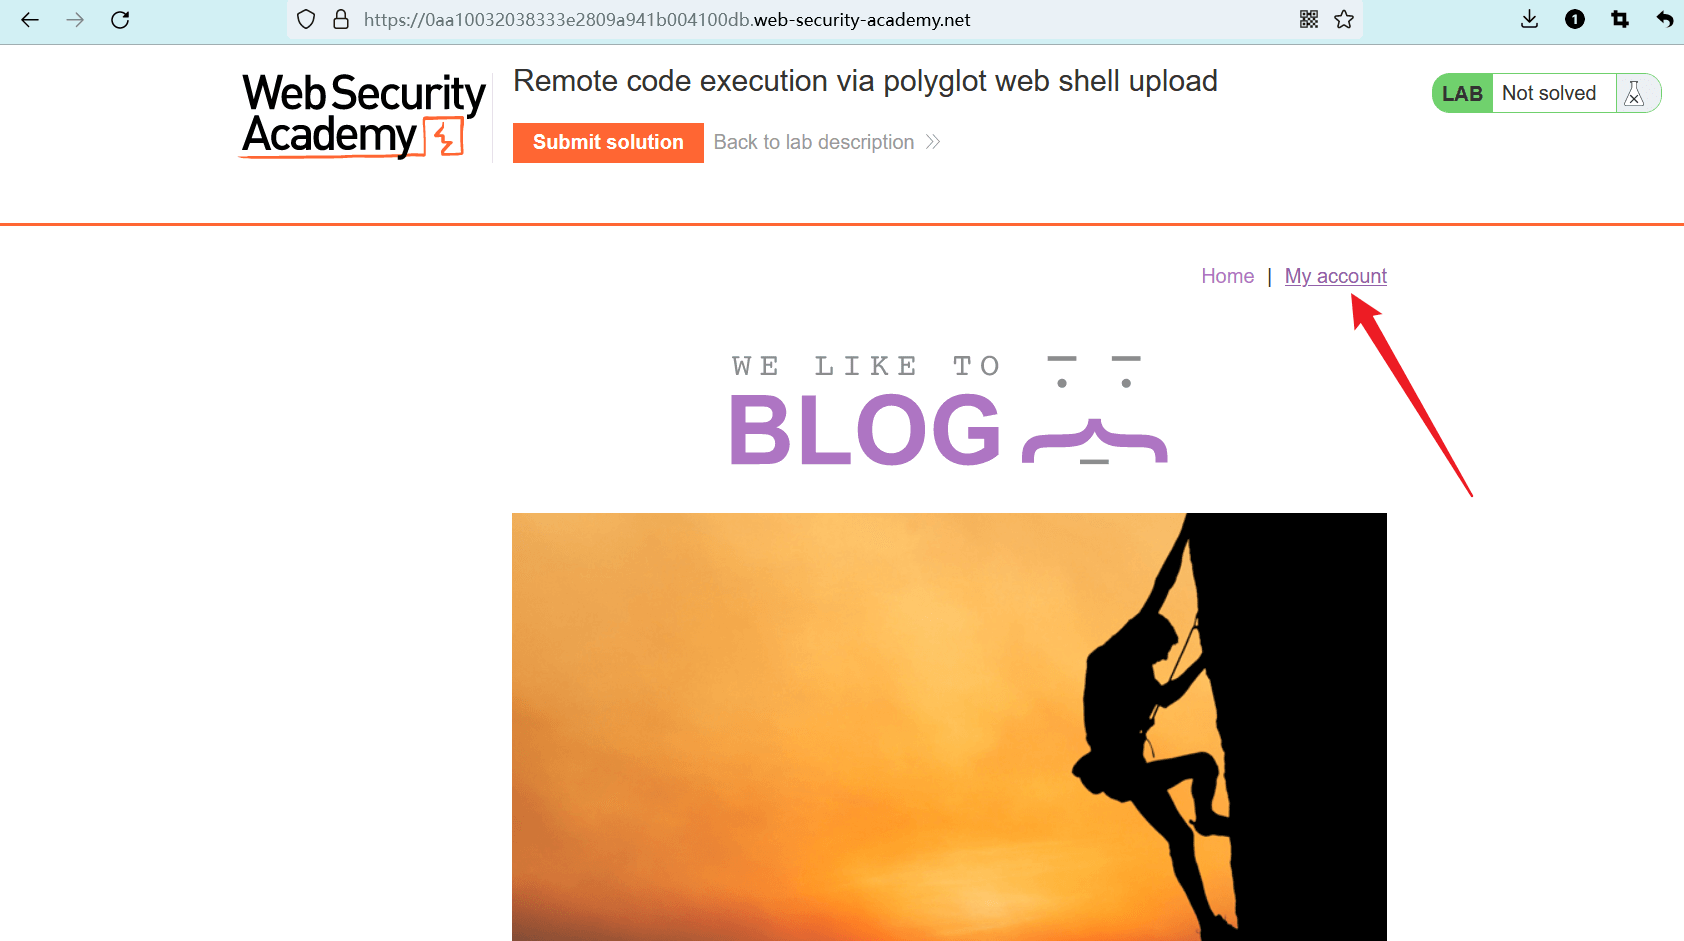 https://0aa10032038333e2809a941b004100db.web-security-academy.net
1
Web Security
Academy
Remote code execution via polyglot web shell upload
LAB Not solved
Submit solution
Back to lab description
Home | My account
WE LIKE TO
BLOG